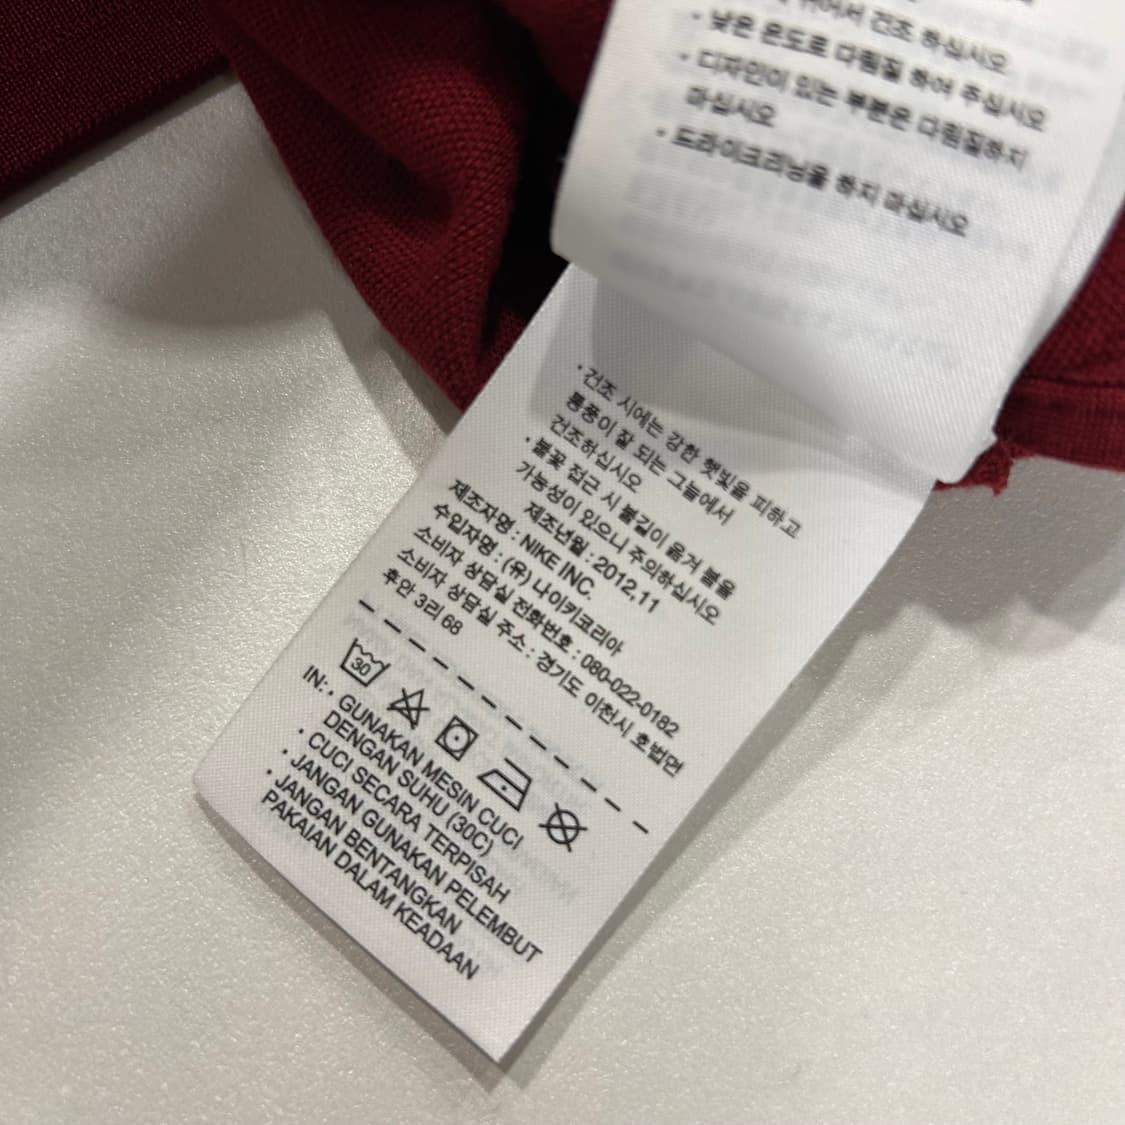 귀어서 건조 하십시오
· 낮은 온도로 다림질 하여 주십시오
· 디자인이 있는 부분은 다림질하지
마십시오
· 드라이크리닝을 하지 마십시오
· 건조 시에는 강한 햇빛을 피하고
통풍이 잘 되는 그늘에서
건조하십시오
· 불꽃 접근 시 불길이 옮겨 붙을
가능성이 있으니 주의하십시오
제조년월 : 2012,11
제조자명 : NIKE INC.
수입자명 : (유) 나이키코리아
소비자 상담실 전화번호 : 080-022-0182
소비자 상담실 주소 : 경기도 이천시 호법면
후안 3리 68
30
IN: · GUNAKAN MESIN CUCI
DENGAN SUHU (30C)
· CUCI SECARA TERPISAH
· JANGAN GUNAKAN PELEMBUT
· JANGAN BENTANGKAN
PAKAIAN DALAM KEADAAN